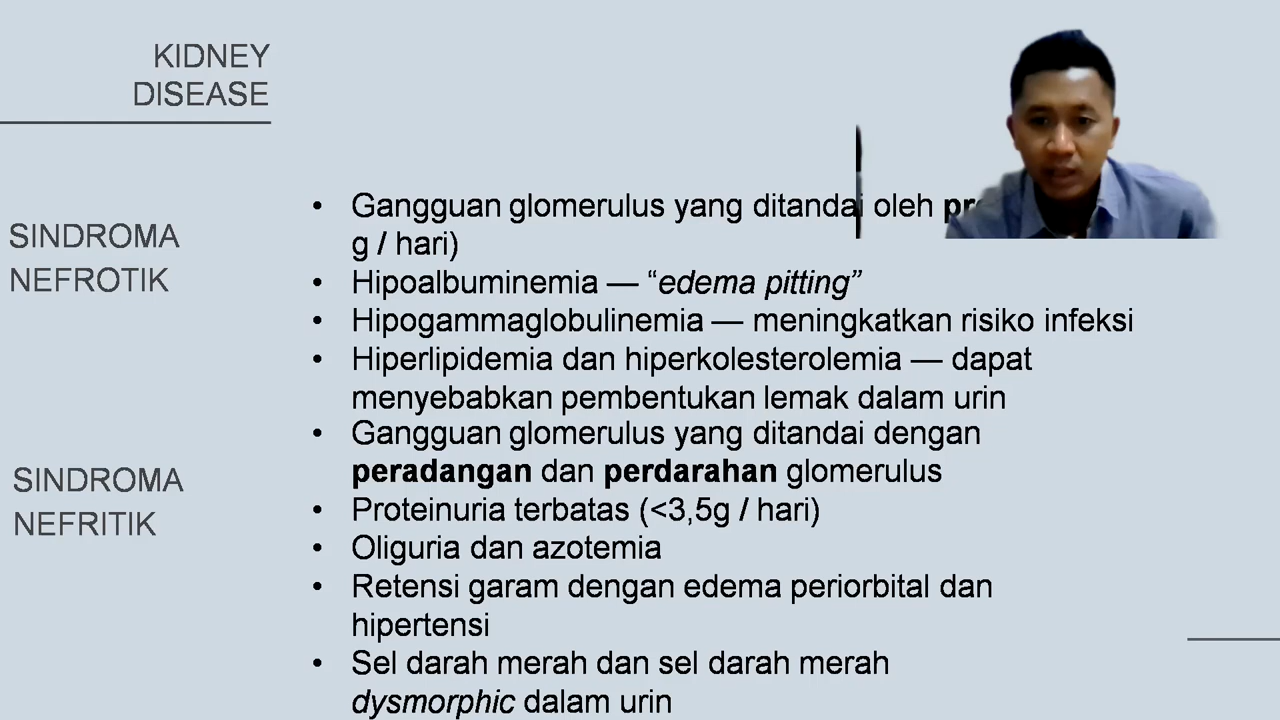 KIDNEY
DISEASE
SINDROMA
NEFROTIK
• Gangguan glomerulus yang ditandai oleh
g / hari)
• Hipoalbuminemia — “edema pitting”
• Hipogammaglobulinemia — meningkatkan risiko infeksi
• Hiperlipidemia dan hiperkolesterolemia — dapat
menyebabkan pembentukan lemak dalam urin
SINDROMA
NEFRITIK
• Gangguan glomerulus yang ditandai dengan
peradangan dan perdarahan glomerulus
• Proteinuria terbatas (<3,5g / hari)
• Oliguria dan azotemia
• Retensi garam dengan edema periorbital dan
hipertensi
• Sel darah merah dan sel darah merah
dysmorphic dalam urin